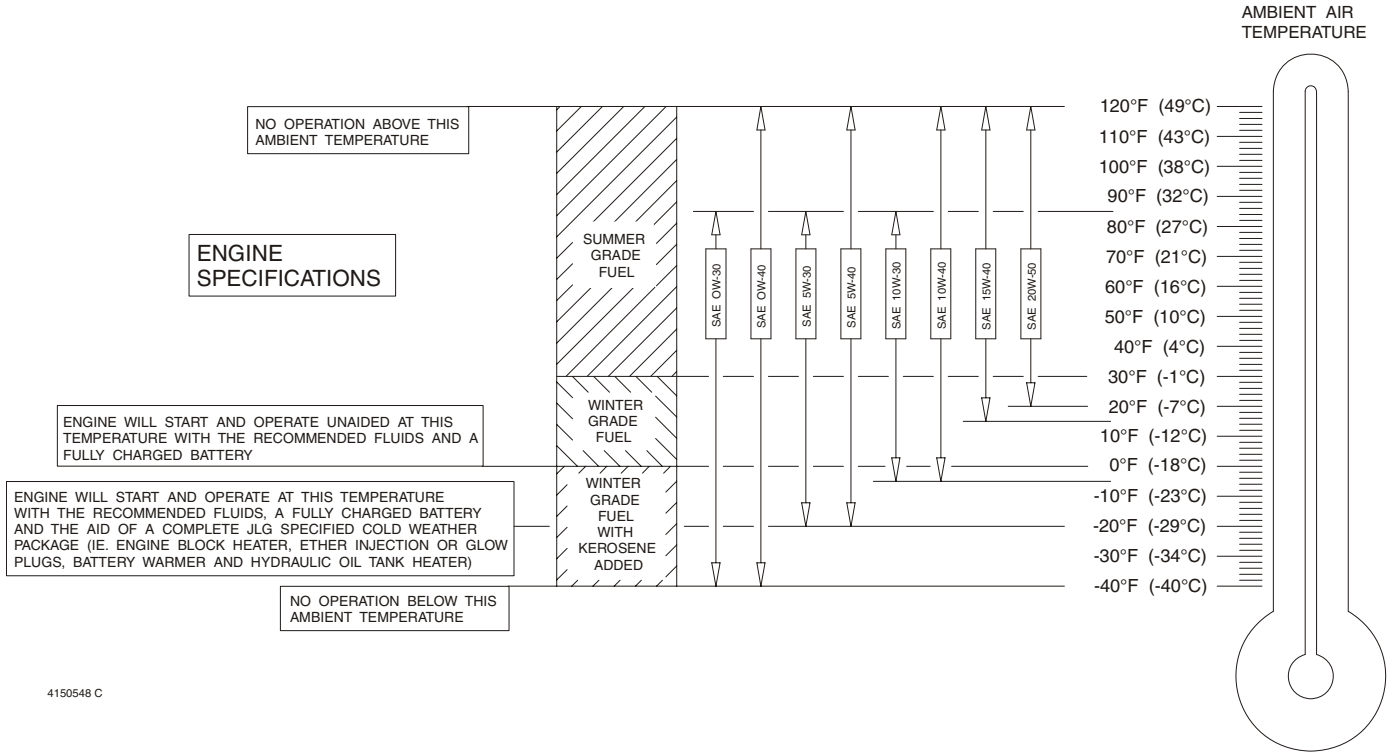 AMBIENT AIR
TEMPERATURE
NO OPERATION ABOVE THIS
AMBIENT TEMPERATURE
ENGINE
SPECIFICATIONS
ENGINE WILL START AND OPERATE UNAIDED AT THIS
TEMPERATURE WITH THE RECOMMENDED FLUIDS AND A
FULLY CHARGED BATTERY
ENGINE WILL START AND OPERATE AT THIS TEMPERATURE
WITH THE RECOMMENDED FLUIDS, A FULLY CHARGED BATTERY
AND THE AID OF A COMPLETE JLG SPECIFIED COLD WEATHER
PACKAGE (IE. ENGINE BLOCK HEATER, ETHER INJECTION OR GLOW
PLUGS, BATTERY WARMER AND HYDRAULIC OIL TANK HEATER)
NO OPERATION BELOW THIS
AMBIENT TEMPERATURE
SUMMER
GRADE
FUEL
WINTER
GRADE
FUEL
WINTER
GRADE
FUEL
WITH
KEROSENE
ADDED
SAE OW-30
SAE OW-40
SAE 5W-30
SAE 5W-40
SAE 10W-30
SAE 10W-40
SAE 15W-40
SAE 20W-50
120°F (49°C)
110°F (43°C)
100°F (38°C)
90°F (32°C)
80°F (27°C)
70°F (21°C)
60°F (16°C)
50°F (10°C)
40°F (4°C)
30°F (-1°C)
20°F (-7°C)
10°F (-12°C)
0°F (-18°C)
-10°F (-23°C)
-20°F (-29°C)
-30°F (-34°C)
-40°F (-40°C)
4150548 C